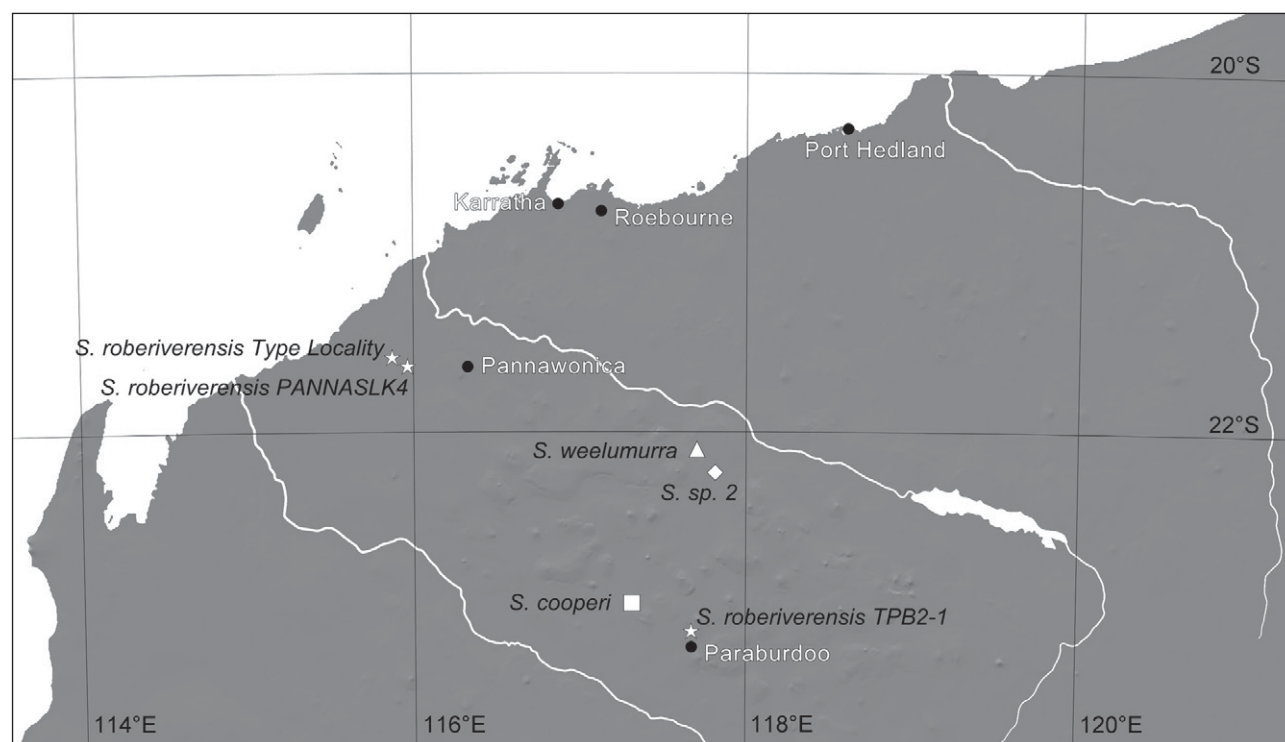 20°S
Port Hedland
Karratha
Roebourne
S. roberiverensis Type Locality
Pannawonica
S. roberiverensis PANNASLK4
22°S
S. weelumurra
S. sp. 2
S. cooperi
S. roberiverensis TPB2-1
Paraburdoo
114°E
116°E
118°E
120°E